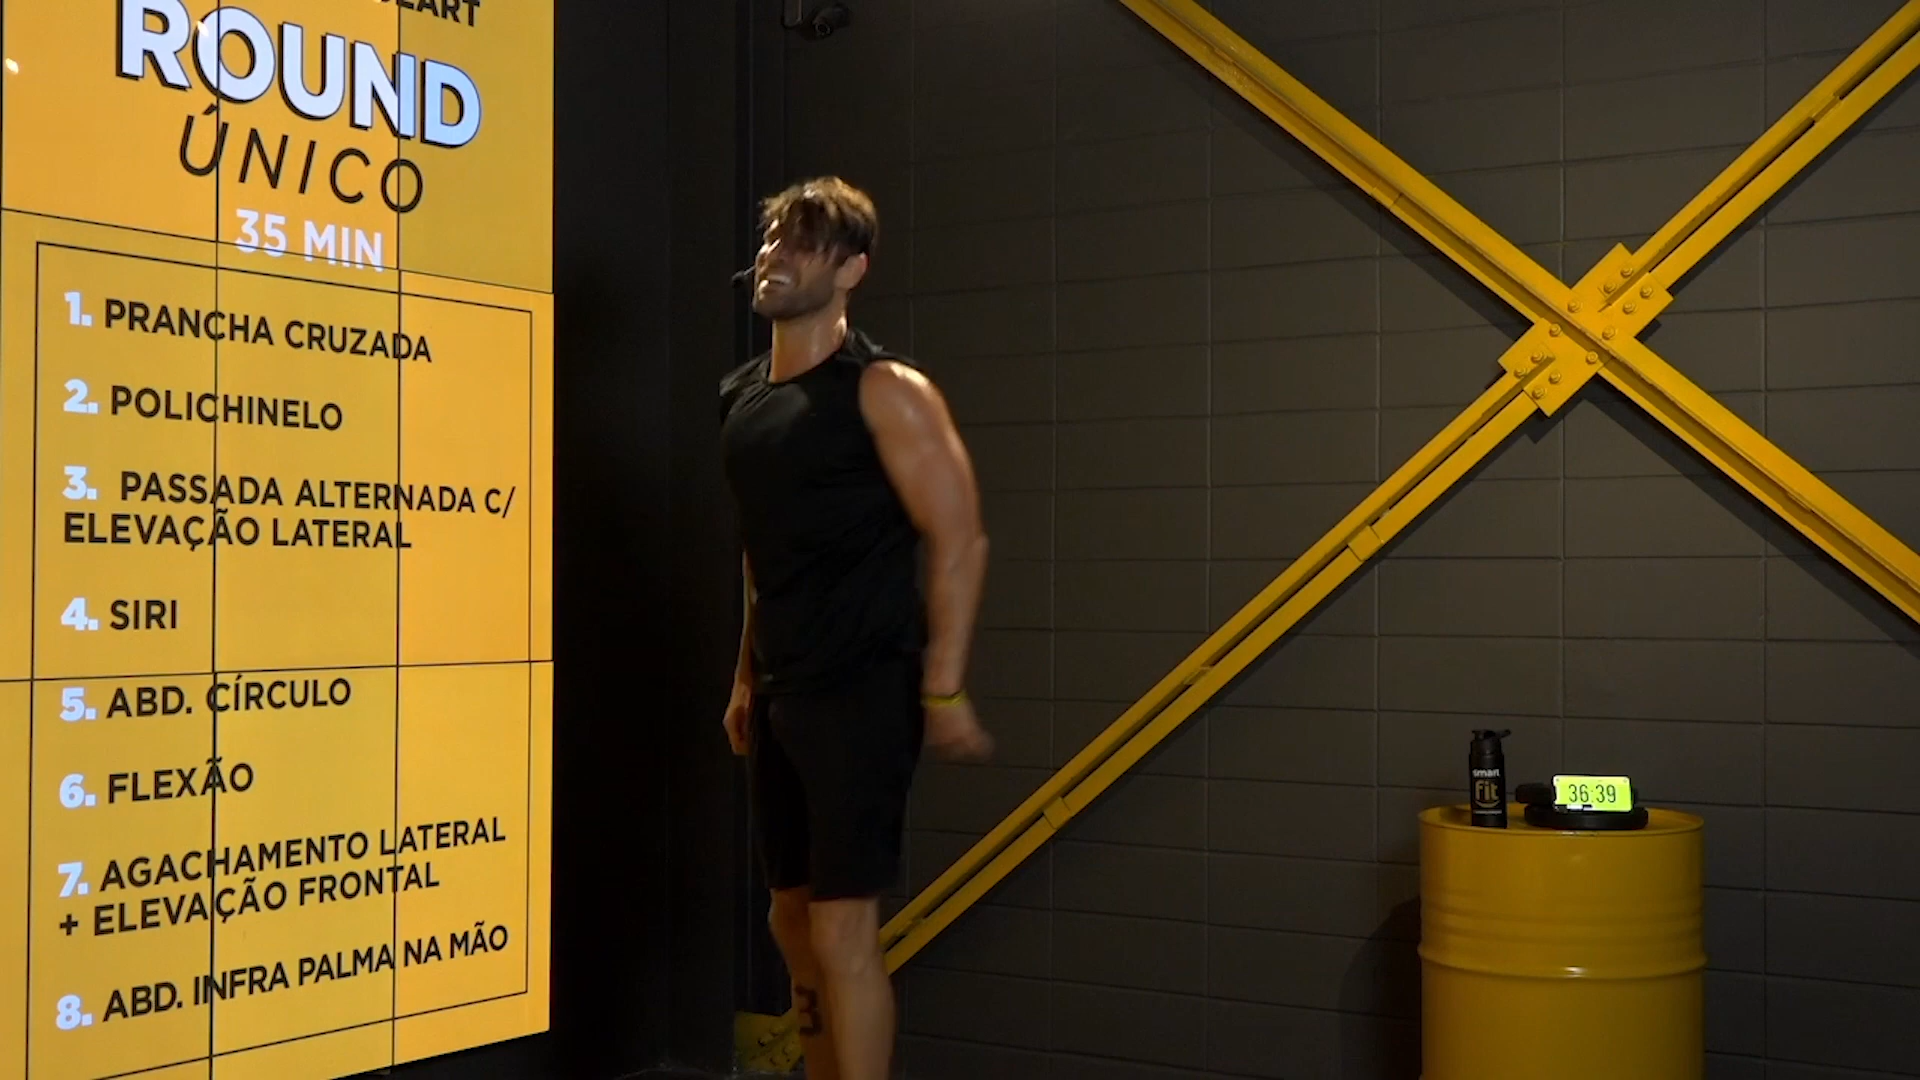 ROUND
ÚNICO
35 MIN
1. PRANCHA CRUZADA
2. POLICHINELO
3. PASSADA ALTERNADA C/
ELEVAÇÃO LATERAL
4. SIRI
5. ABD. CÍRCULO
6. FLEXÃO
7. AGACHAMENTO LATERAL
+ ELEVAÇÃO FRONTAL
8. ABD. INFRA PALMA NA MÃO
smart
fit
36:39
3